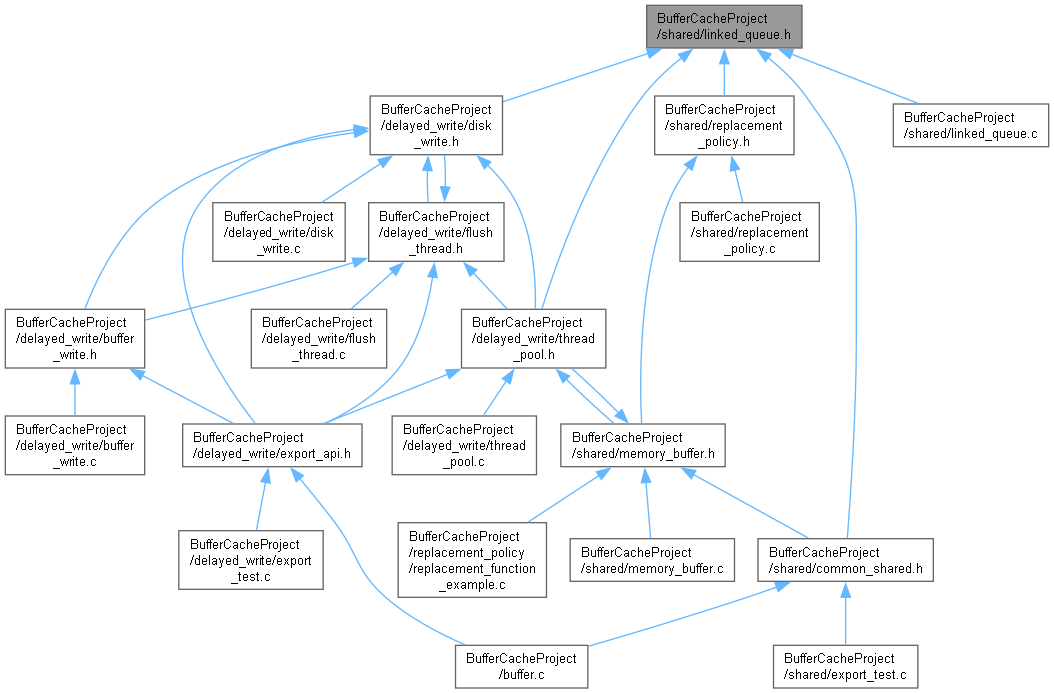 BufferCacheProject
/shared/linked_queue.h
BufferCacheProject
/delayed_write/disk
_write.h
BufferCacheProject
/shared/replacement
_policy.h
BufferCacheProject
/shared/linked_queue.c
BufferCacheProject
/delayed_write/disk
_write.c
BufferCacheProject
/delayed_write/flush
_thread.h
BufferCacheProject
/shared/replacement
_policy.c
BufferCacheProject
/delayed_write/buffer
_write.h
BufferCacheProject
/delayed_write/flush
_thread.c
BufferCacheProject
/delayed_write/thread
_pool.h
BufferCacheProject
/delayed_write/buffer
_write.c
BufferCacheProject
/delayed_write/export_api.h
BufferCacheProject
/delayed_write/thread
_pool.c
BufferCacheProject
/shared/memory_buffer.h
BufferCacheProject
/delayed_write/export
_test.c
BufferCacheProject
/replacement_policy
/replacement_function
_example.c
BufferCacheProject
/shared/memory_buffer.c
BufferCacheProject
/shared/common_shared.h
BufferCacheProject
/buffer.c
BufferCacheProject
/shared/export_test.c